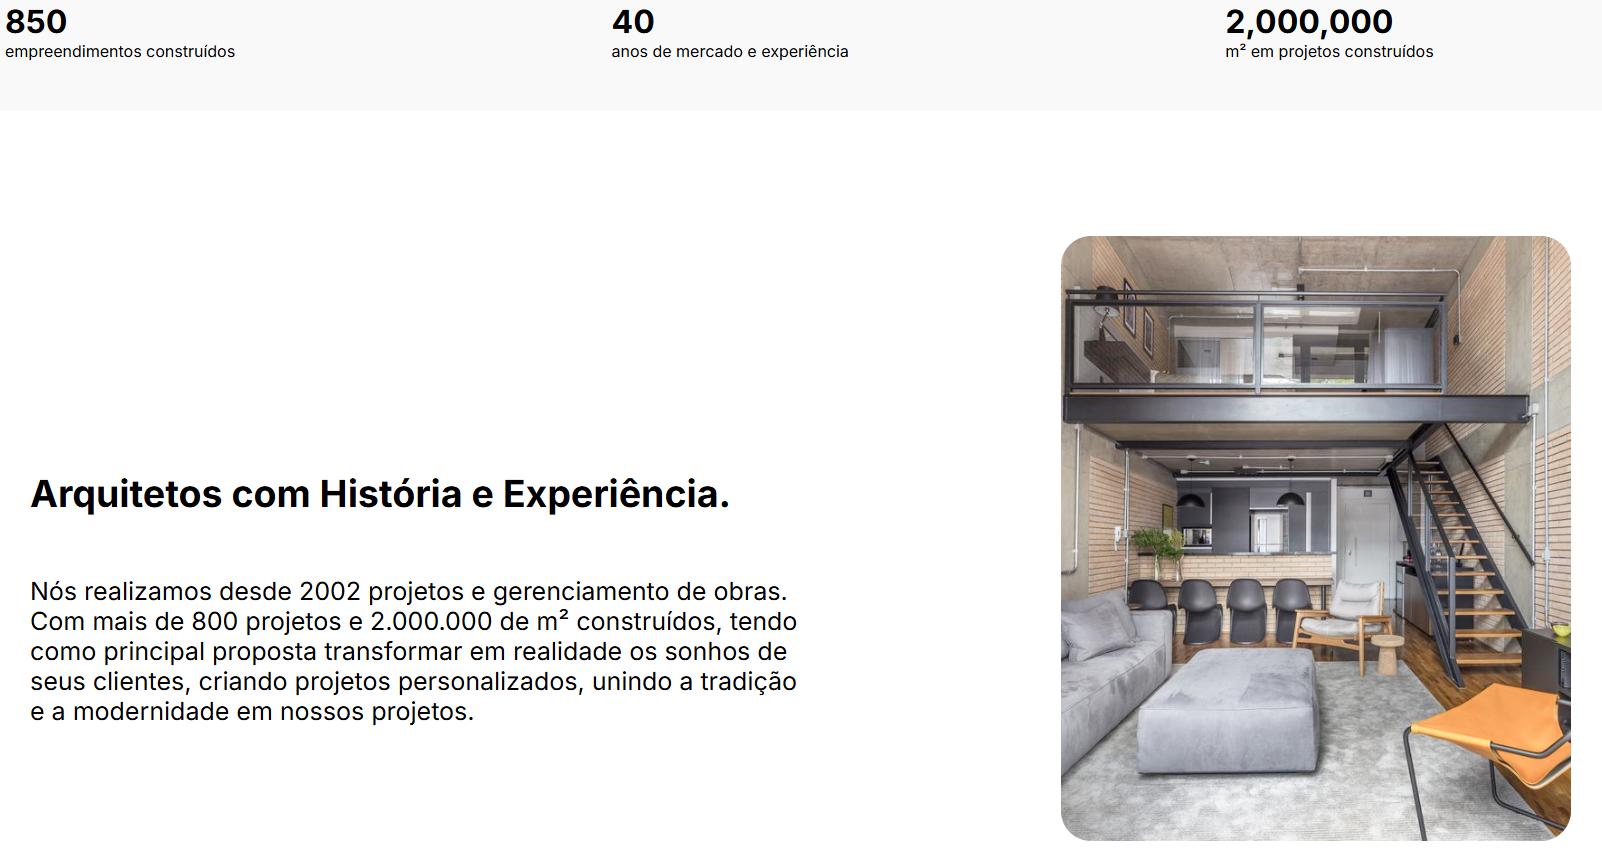 850
empreendimentos construídos
40
anos de mercado e experiência
2,000,000
m² em projetos construídos
Arquitetos com História e Experiência.
Nós realizamos desde 2002 projetos e gerenciamento de obras.
Com mais de 800 projetos e 2.000.000 de m² construídos, tendo
como principal proposta transformar em realidade os sonhos de
seus clientes, criando projetos personalizados, unindo a tradição
e a modernidade em nossos projetos.